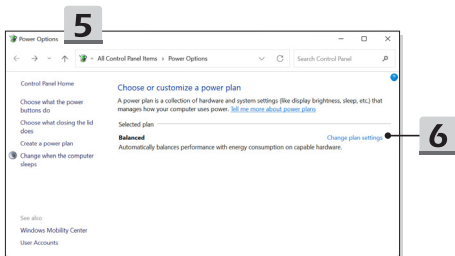 5
Power Options
All Control Panel Items
Power Options
Search Control Panel
Control Panel Home
Choose what the power
buttons do
Choose what closing the lid
does
Create a power plan
Change when the computer
sleeps
See also
Windows Mobility Center
User Accounts
Choose or customize a power plan
A power plan is a collection of hardware and system settings (like display brightness, sleep, etc.) that
manages how your computer uses power. Tell me more about power plans
Selected plan
Balanced
Change plan settings
Automatically balances performance with energy consumption on capable hardware.
6